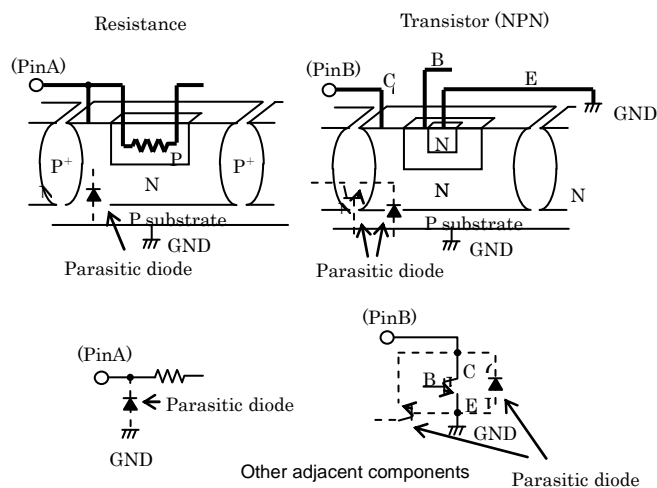 Resistance
Transistor (NPN)
(PinA)
(PinB)
C
B
E
GND
P+
P
P+
N
N
N
N
P substrate
P substrate
GND
GND
Parasitic diode
Parasitic diode
(PinA)
Parasitic diode
GND
(PinB)
C
B
E
GND
Other adjacent components
Parasitic diode